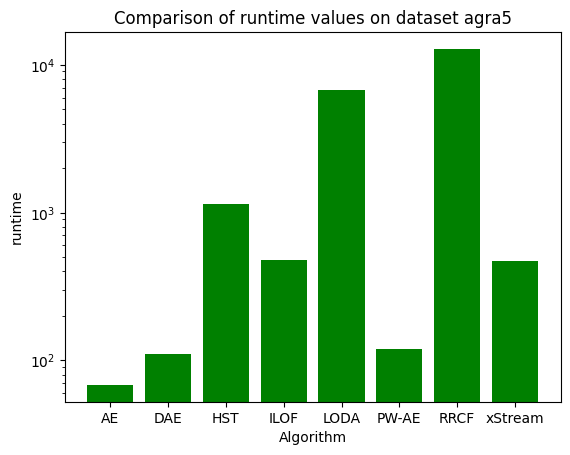 Comparison of runtime values on dataset agra5
10⁴
10³
10²
runtime
AE DAE HST ILOF LODA PW-AE RRCF xStream
Algorithm